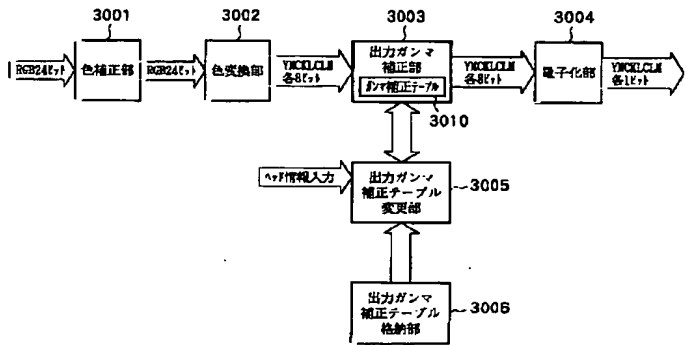 3001
3002
3003
3004
RGB24ビット
色補正部
RGB24ビット
色変換部
YMCKLCLM
各8ビット
出力ガンマ
補正部
ガンマ補正テーブル
3010
YMCKLCLM
各8ビット
量子化部
YMCKLCLM
各1ビット
ヘッド情報入力
出力ガンマ
補正テーブル
変更部
3005
出力ガンマ
補正テーブル
格納部
3006